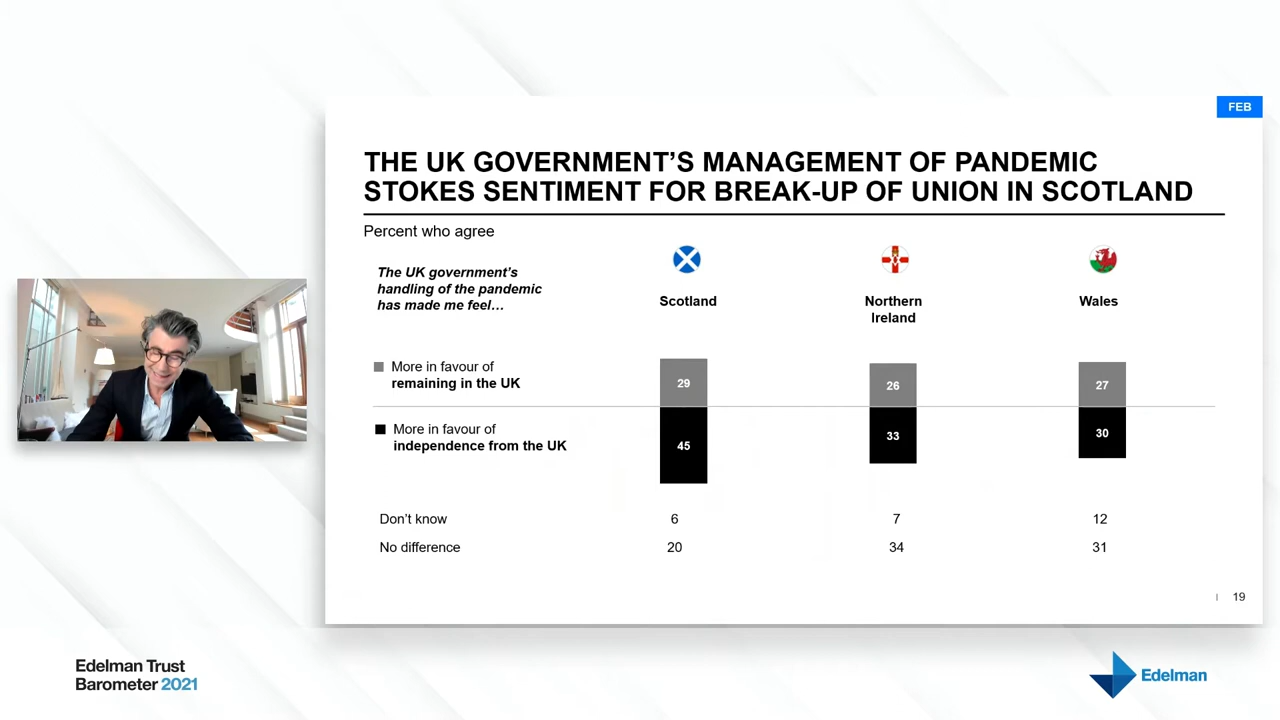 FEB
THE UK GOVERNMENT'S MANAGEMENT OF PANDEMIC
STOKES SENTIMENT FOR BREAK-UP OF UNION IN SCOTLAND
Percent who agree
The UK government's
handling of the pandemic
has made me feel…
Scotland
Northern
Ireland
Wales
More in favour of
remaining in the UK
29
26
27
More in favour of
independence from the UK
45
33
30
Don't know
6
7
12
No difference
20
34
31
19
Edelman Trust
Barometer 2021
Edelman